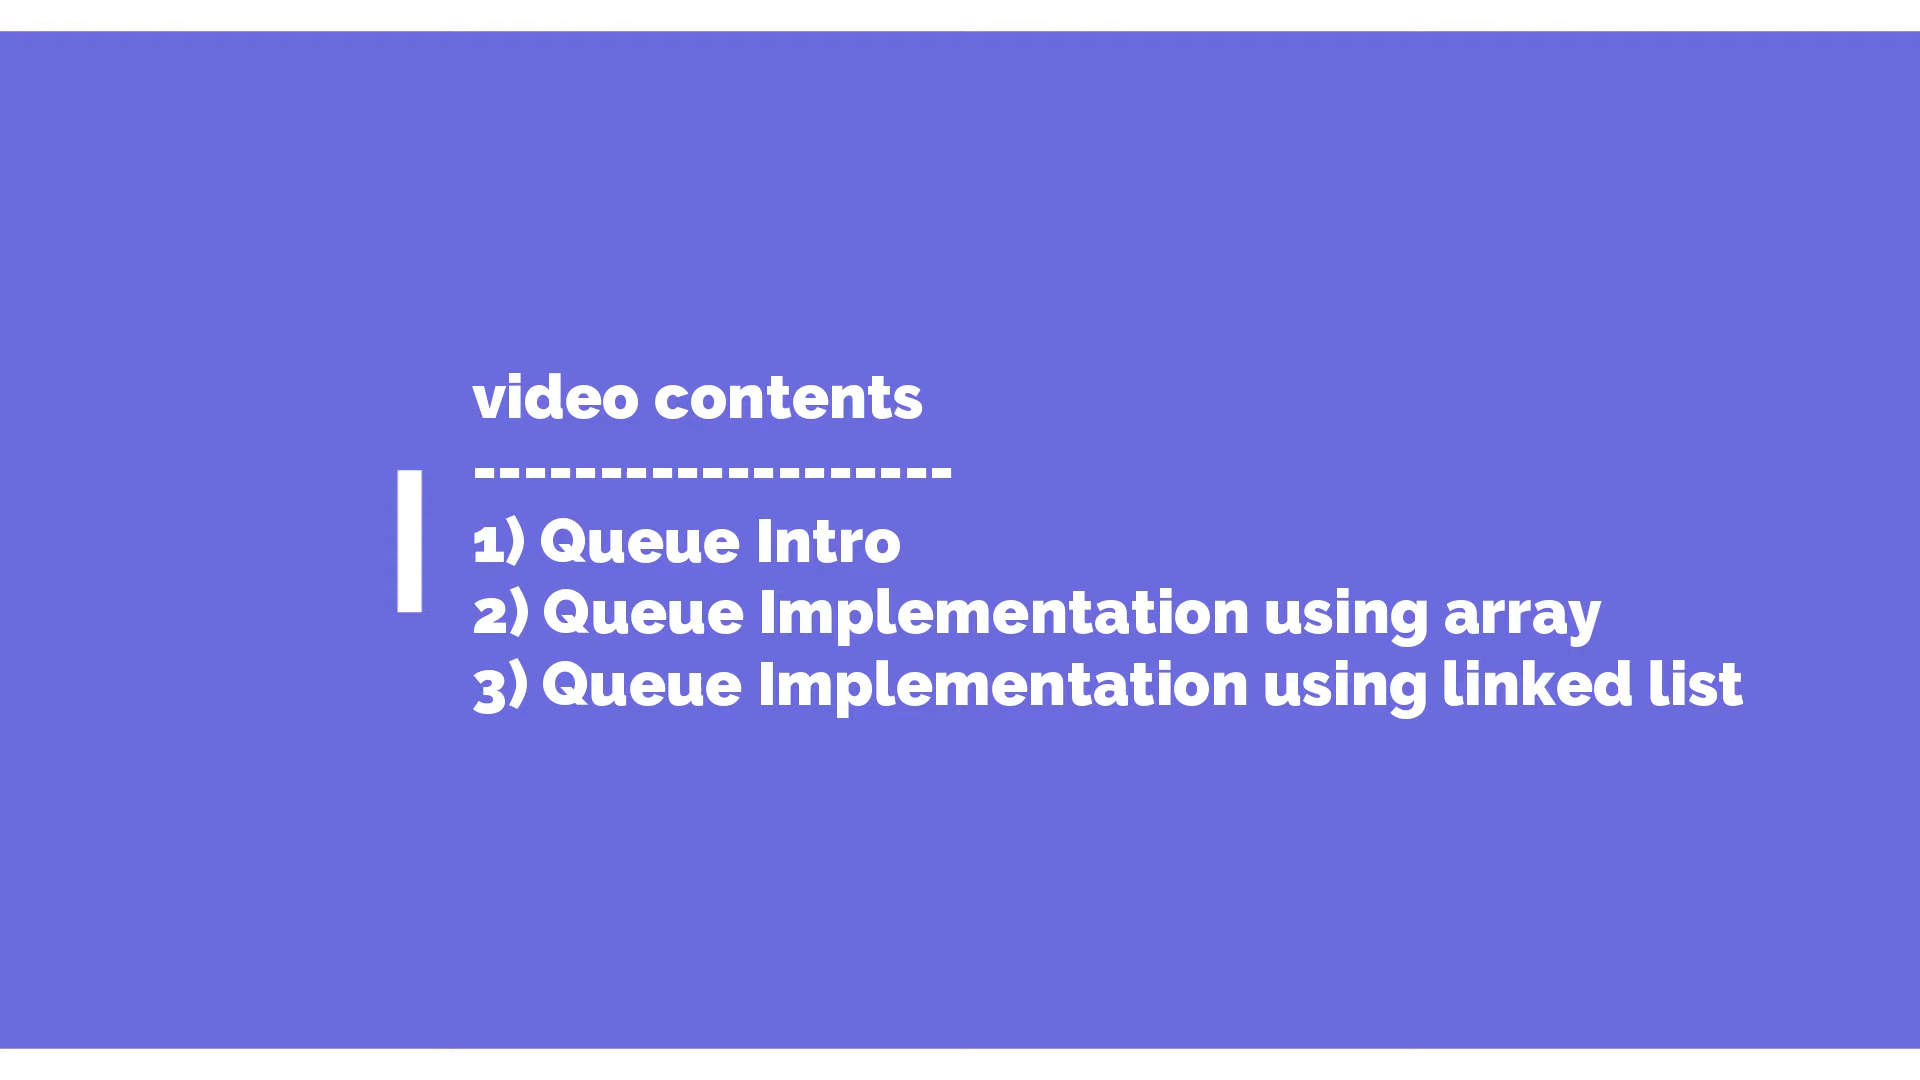 video contents
-------------------
1) Queue Intro
2) Queue Implementation using array
3) Queue Implementation using linked list